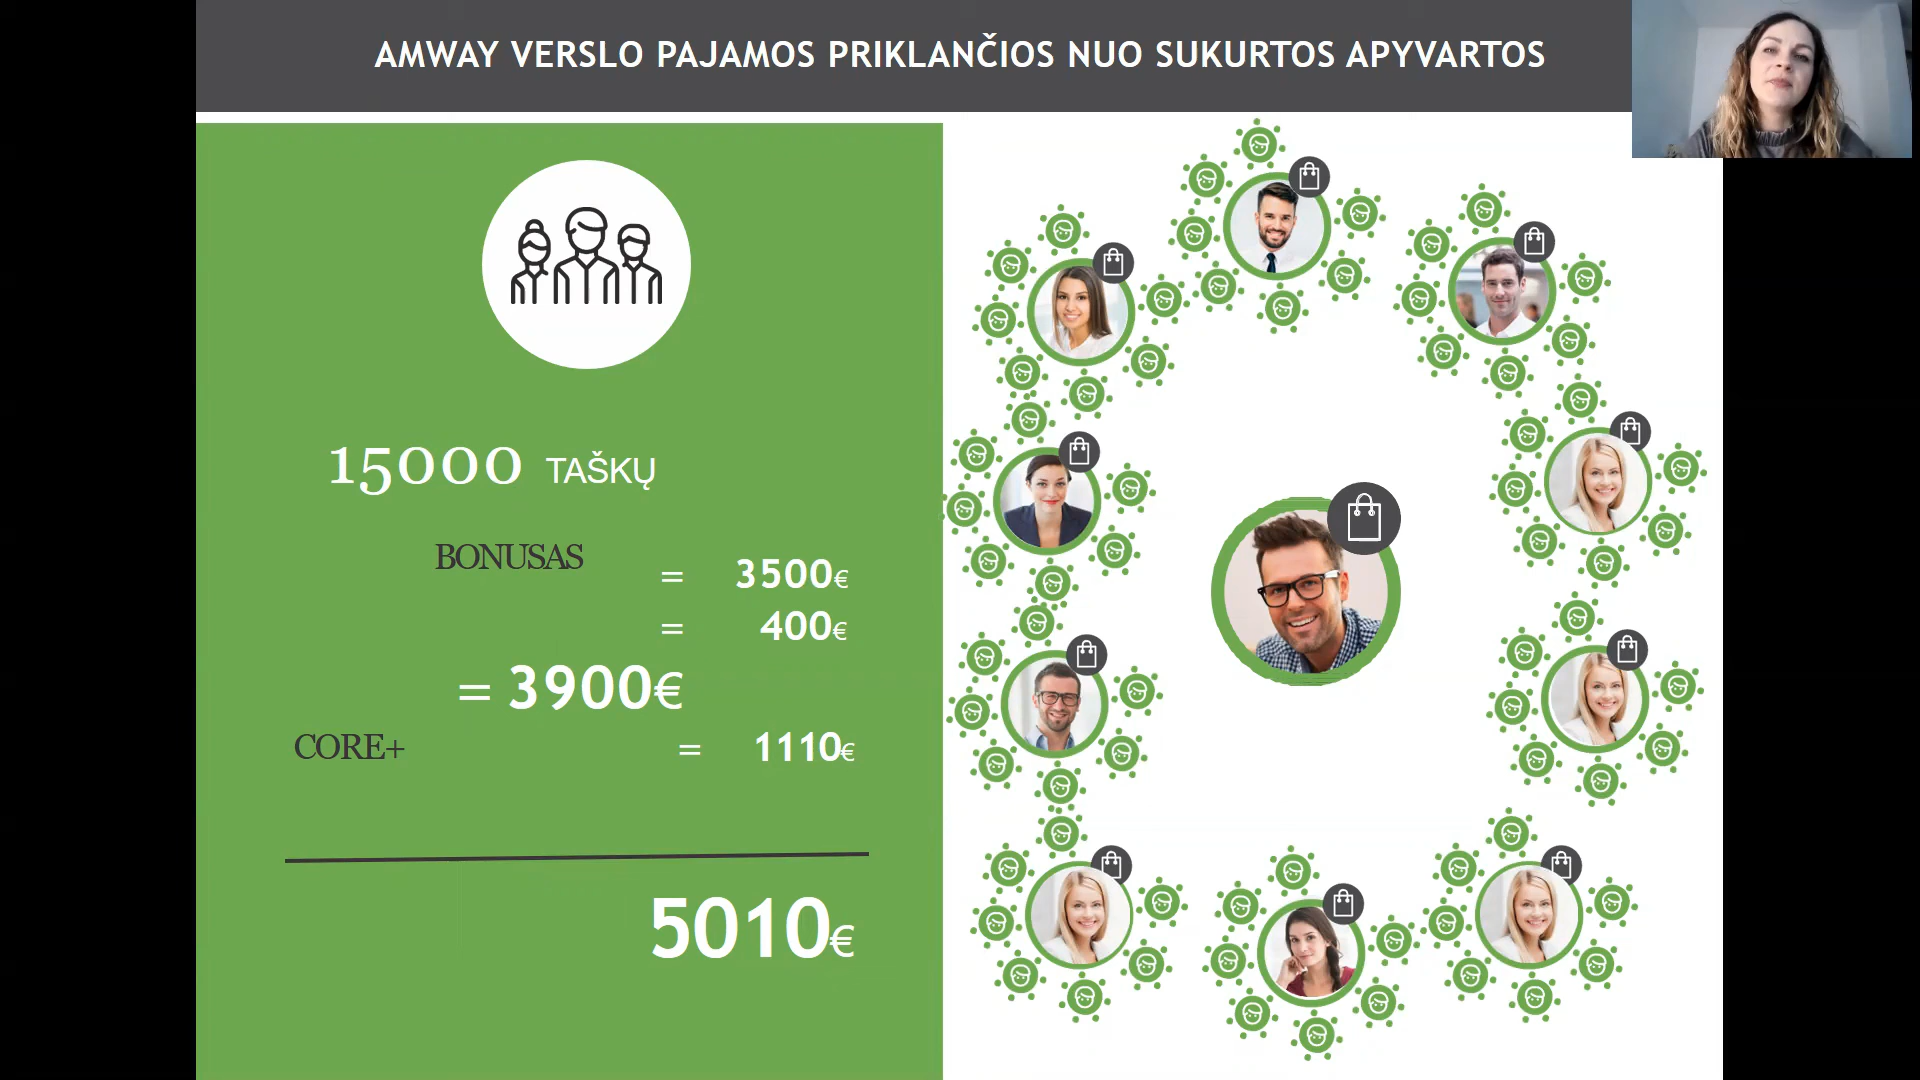 AMWAY VERSLO PAJAMOS PRIKLANČIOS NUO SUKURTOS APYVARTOS
15000 TAŠKŲ
BONUSAS
= 3500€
= 400€
= 3900€
CORE+ = 1110€
5010€